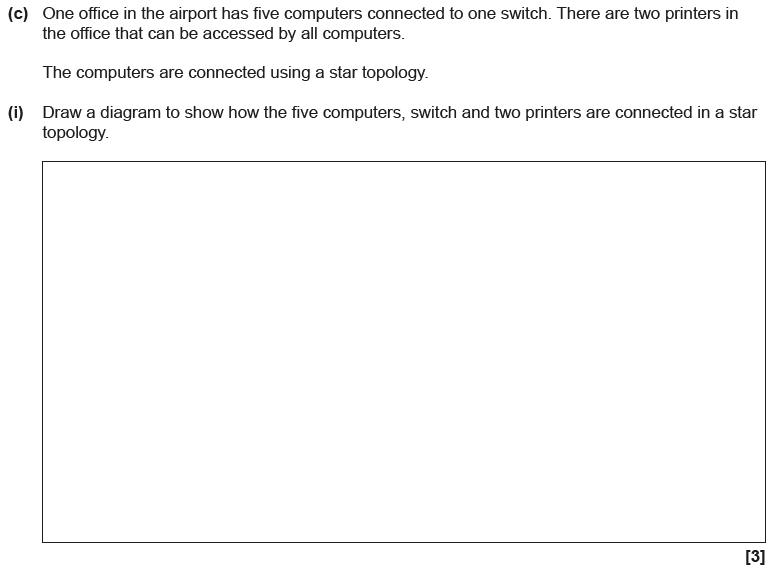 (c) One office in the airport has five computers connected to one switch. There are two printers in
the office that can be accessed by all computers.
The computers are connected using a star topology.
(i) Draw a diagram to show how the five computers, switch and two printers are connected in a star
topology.
[3]